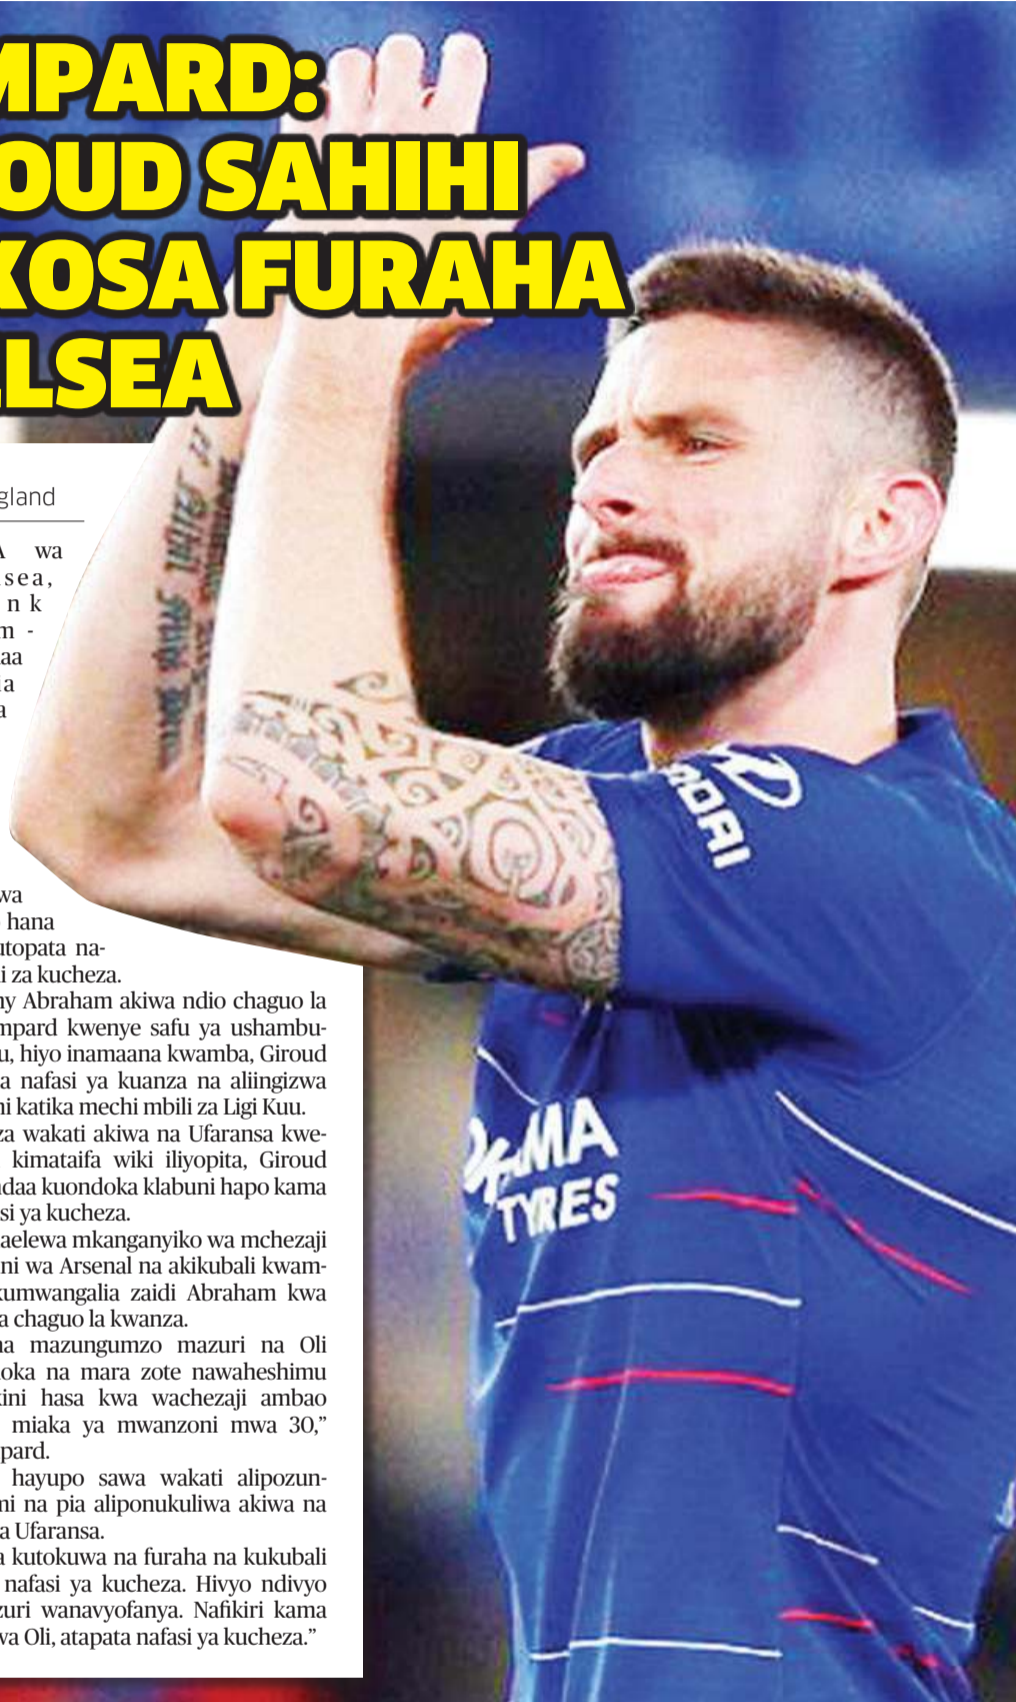 MPARD:
OUD SAHIHI
KOSA FURAHA
LSEA
gland
A wa
sea,
nk
m-
aa
ia
a
wa
hana
utopata na-
i za kucheza.
ny Abraham akiwa ndio chaguo la
mpard kwenye safu ya ushambu-
u, hiyo inamaana kwamba, Giroud
a nafasi ya kuanza na aliingizwa
ni katika mechi mbili za Ligi Kuu.
za wakati akiwa na Ufaransa kwe-
kimataifa wiki iliyopita, Giroud
daa kuondoka klabuni hapo kama
si ya kucheza.
aelewa mkanganyiko wa mchezaji
ni wa Arsenal na akikubali kwam-
kumwangalia zaidi Abraham kwa
a chaguo la kwanza.
na mazungumzo mazuri na Oli
oka na mara zote nawaheshimu
kini hasa kwa wachezaji ambao
miaka ya mwanzoni mwa 30,”
pard.
hayupo sawa wakati alipozun-
ni na pia aliponukuliwa akiwa na
a Ufaransa.
a kutokuwa na furaha na kukubali
nafasi ya kucheza. Hivyo ndivyo
zuri wanavyofanya. Nafikiri kama
wa Oli, atapata nafasi ya kucheza.”
NDAI
YOKOHAMA
TYRES